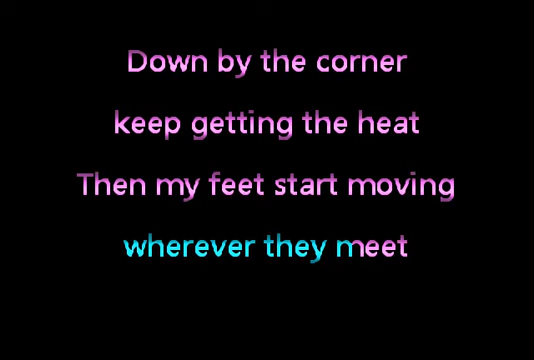 Down by the corner
keep getting the heat
Then my feet start moving
wherever they meet